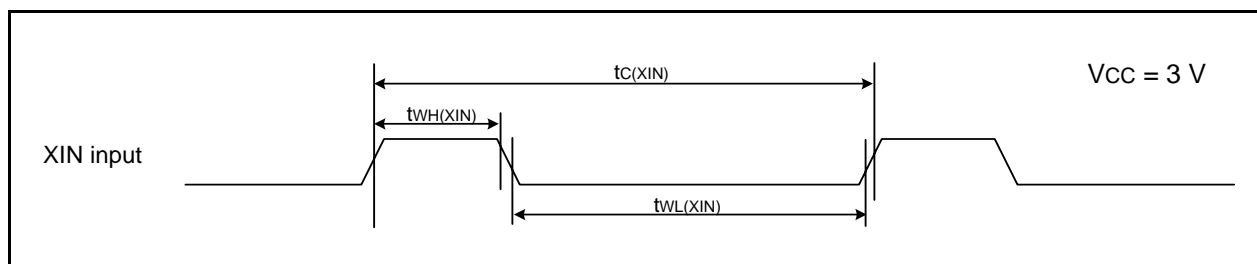 tC(XIN)
VCC = 3 V
tWH(XIN)
XIN input
tWL(XIN)